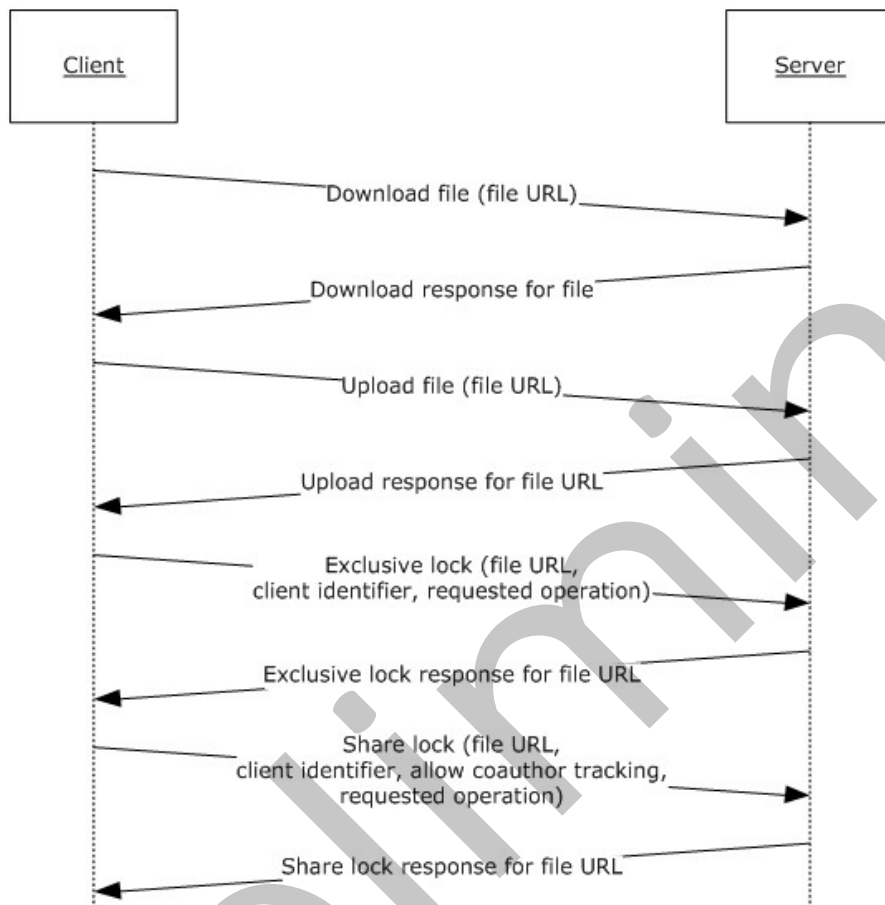 Client
Server
Download file (file URL)
Download response for file
Upload file (file URL)
Upload response for file URL
Exclusive lock (file URL,
client identifier, requested operation)
Exclusive lock response for file URL
Share lock (file URL,
client identifier, allow coauthor tracking,
requested operation)
Share lock response for file URL